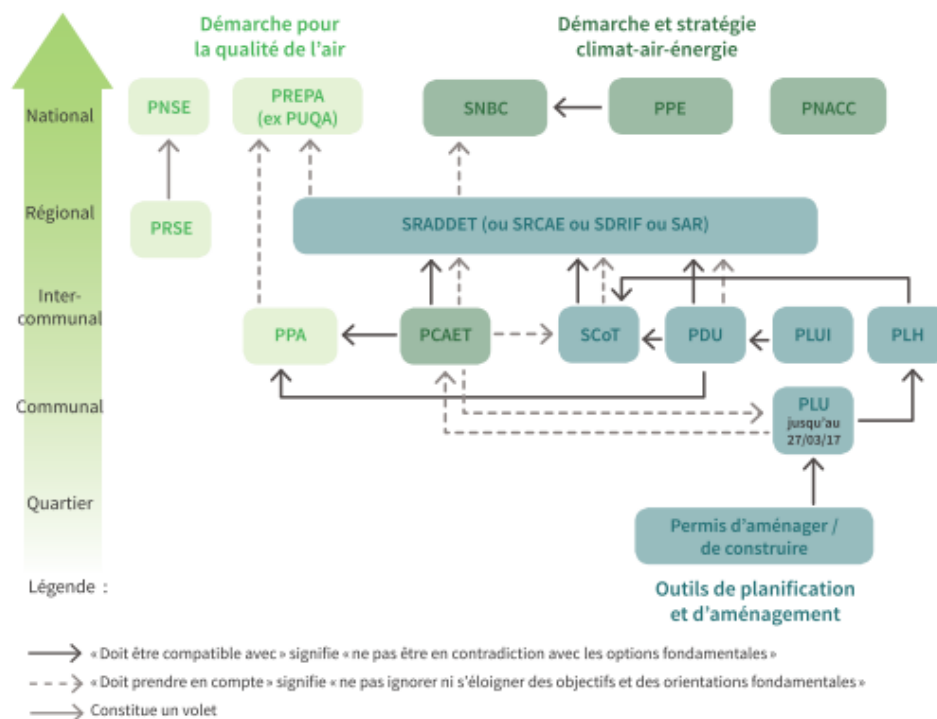 Démarche pour
la qualité de l'air
Démarche et stratégie
climat-air-énergie
National
PNSE
PREPA
(ex PUQA)
SNBC
PPE
PNACC
Régional
PRSE
SRADDET (ou SRCAE ou SDRIF ou SAR)
Inter-
communal
PPA
PCAET
SCoT
PDU
PLUI
PLH
Communal
PLU
jusqu'au
27/03/17
Quartier
Permis d'aménager /
de construire
Légende :
Outils de planification
et d'aménagement
« Doit être compatible avec » signifie « ne pas être en contradiction avec les options fondamentales »
« Doit prendre en compte » signifie « ne pas ignorer ni s'éloigner des objectifs et des orientations fondamentales »
Constitue un volet